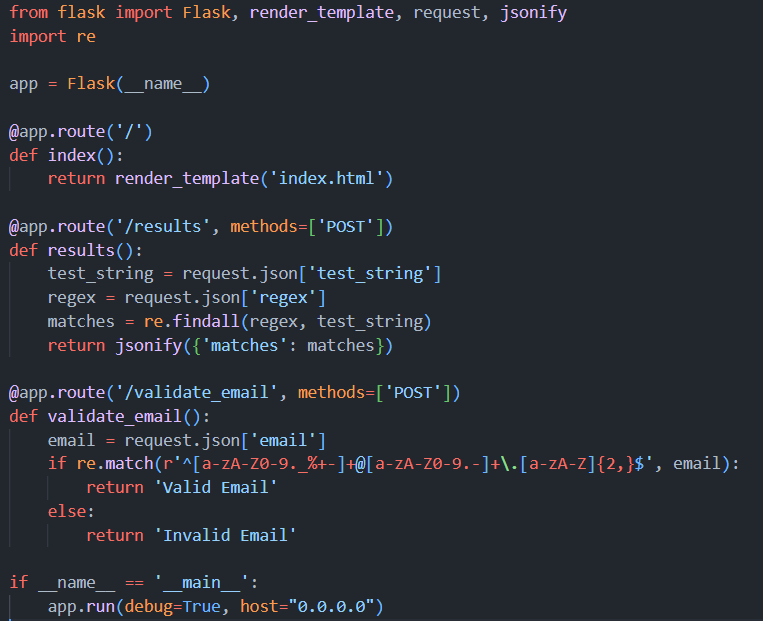 from flask import Flask, render_template, request, jsonify
import re
app = Flask(__name__)
@app.route('/')
def index():
    return render_template('index.html')
@app.route('/results', methods=['POST'])
def results():
    test_string = request.json['test_string']
    regex = request.json['regex']
    matches = re.findall(regex, test_string)
    return jsonify({'matches': matches})
@app.route('/validate_email', methods=['POST'])
def validate_email():
    email = request.json['email']
    if re.match(r'^[a-zA-Z0-9._%+-]+@[a-zA-Z0-9.-]+\.[a-zA-Z]{2,}$', email):
        return 'Valid Email'
    else:
        return 'Invalid Email'
if __name__ == '__main__':
    app.run(debug=True, host="0.0.0.0")